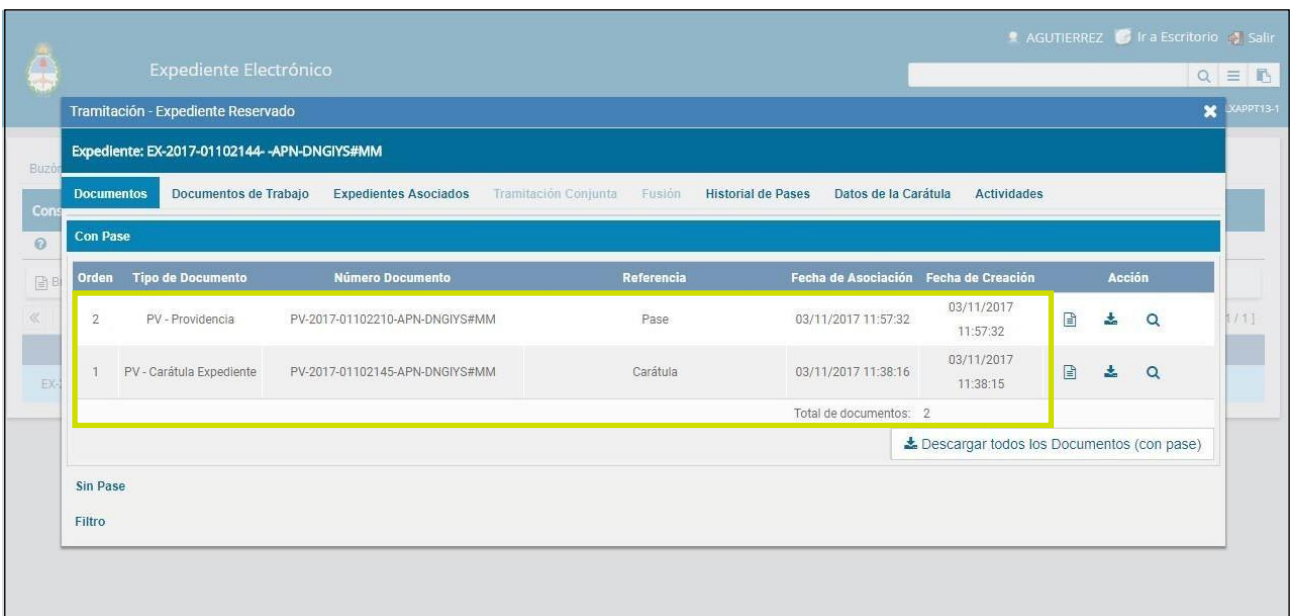 AGUTIERREZ Ir a Escritorio Salir
Expediente Electrónico
Tramitación - Expediente Reservado
XAPPT13-1
Expediente: EX-2017-01102144- -APN-DNGIYS#MM
Documentos Documentos de Trabajo Expedientes Asociados Tramitación Conjunta Fusión Historial de Pases Datos de la Carátula Actividades
Con Pase
Orden Tipo de Documento Número Documento Referencia Fecha de Asociación Fecha de Creación Acción
2 PV - Providencia PV-2017-01102210-APN-DNGIYS#MM Pase 03/11/2017 11:57:32 03/11/2017
11:57:32
1 PV - Carátula Expediente PV-2017-01102145-APN-DNGIYS#MM Carátula 03/11/2017 11:38:16 03/11/2017
11:38:15
Total de documentos: 2
Descargar todos los Documentos (con pase)
Sin Pase
Filtro